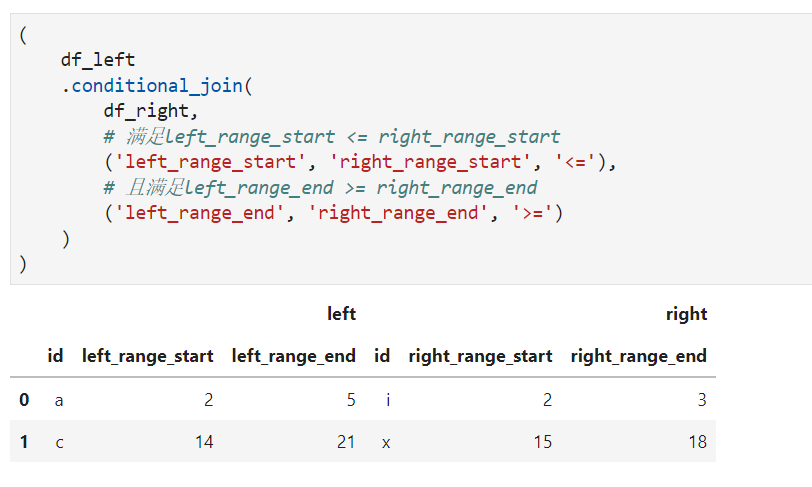 (
    df_left
    .conditional_join(
        df_right,
        # 满足left_range_start <= right_range_start
        ('left_range_start', 'right_range_start', '<='),
        # 且满足left_range_end >= right_range_end
        ('left_range_end', 'right_range_end', '>=')
    )
)
left right
id left_range_start left_range_end id right_range_start right_range_end
0 a 2 5 i 2 3
1 c 14 21 x 15 18